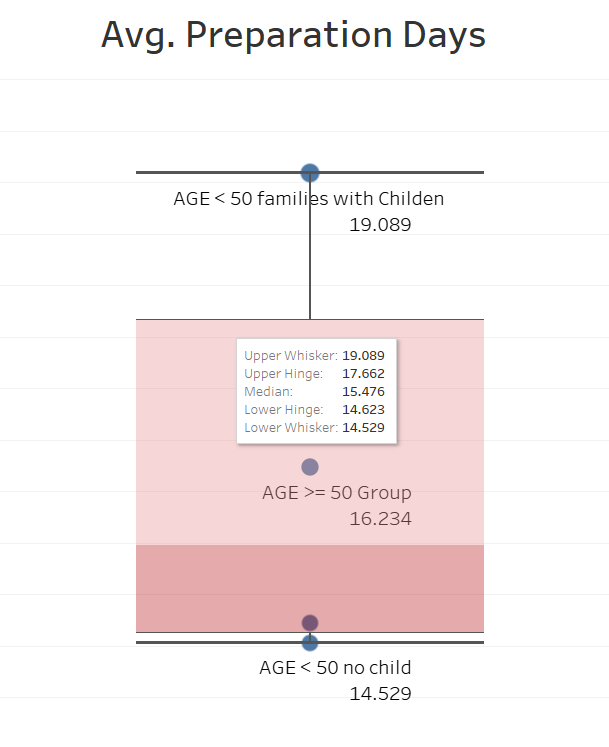 Avg. Preparation Days
AGE < 50 families with Childen
19.089
Upper Whisker: 19.089
Upper Hinge: 17.662
Median: 15.476
Lower Hinge: 14.623
Lower Whisker: 14.529
AGE >= 50 Group
16.234
AGE < 50 no child
14.529